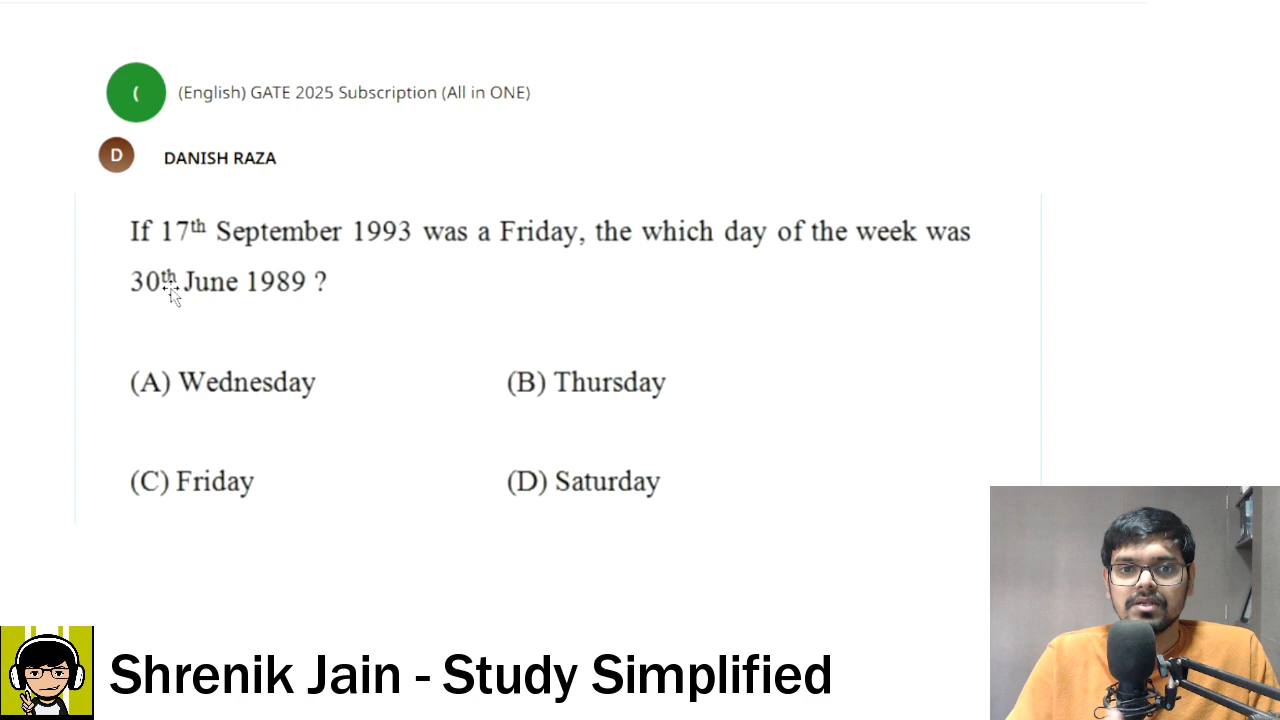 (
(English) GATE 2025 Subscription (All in ONE)
D
DANISH RAZA
If 17th September 1993 was a Friday, the which day of the week was
30th June 1989 ?
(A) Wednesday (B) Thursday
(C) Friday (D) Saturday
Shrenik Jain - Study Simplified